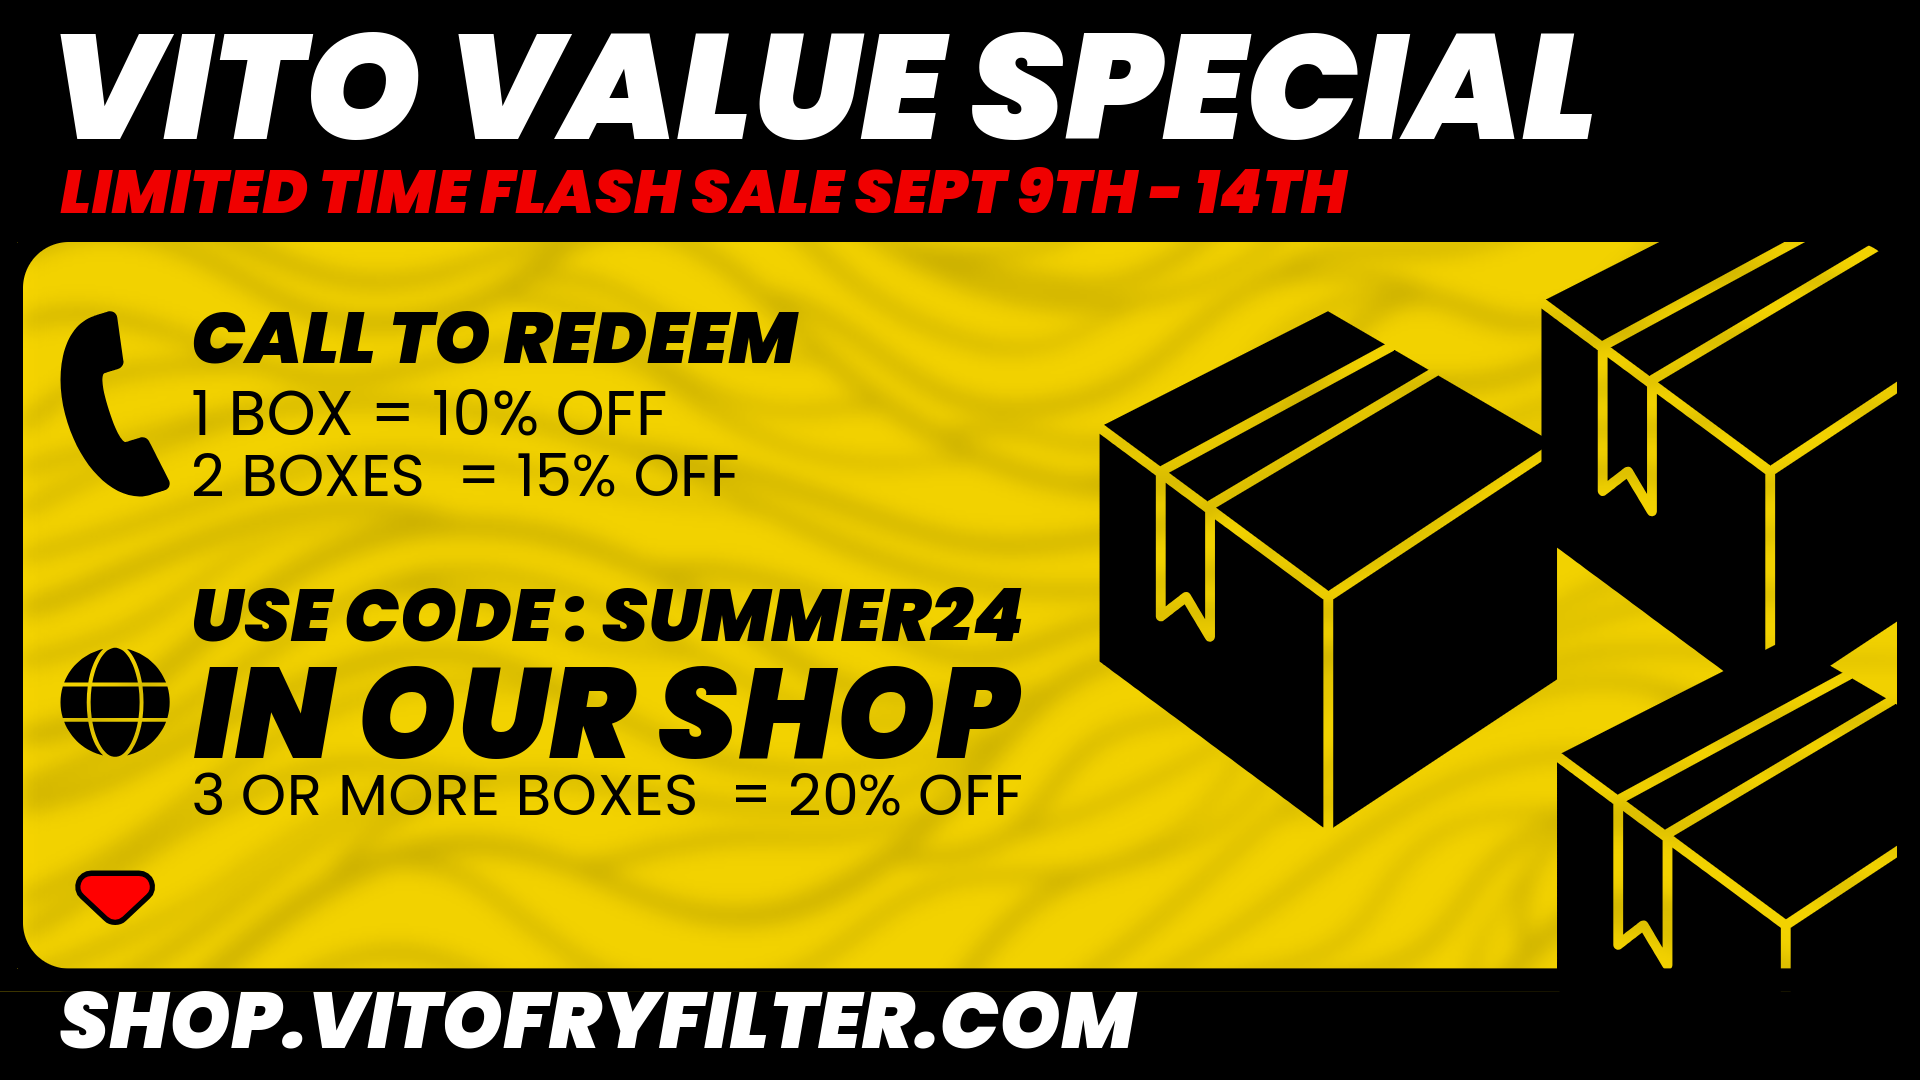 VITO VALUE SPECIAL
LIMITED TIME FLASH SALE SEPT 9TH - 14TH
CALL TO REDEEM
1 BOX = 10% OFF
2 BOXES = 15% OFF
USE CODE : SUMMER24
IN OUR SHOP
3 OR MORE BOXES = 20% OFF
SHOP.VITOFRYFILTER.COM